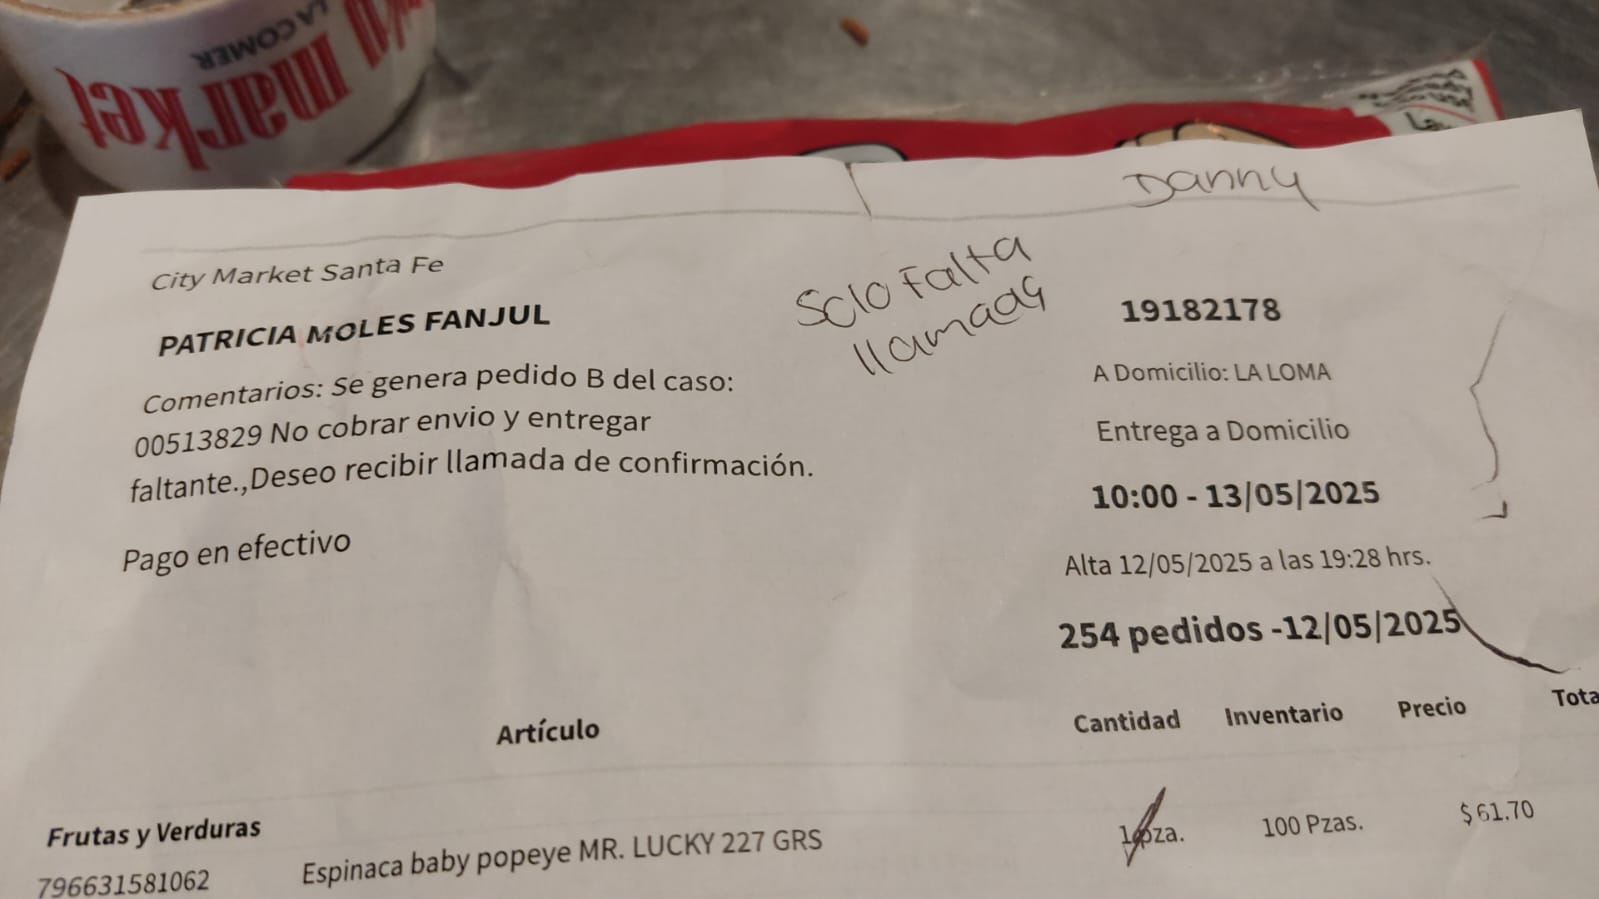 market
LA COMER
Danny
City Market Santa Fe
Solo Falta
llamada
PATRICIA MOLES FANJUL
19182178
Comentarios: Se genera pedido B del caso:
00513829 No cobrar envio y entregar
faltante.,Deseo recibir llamada de confirmación.
A Domicilio: LA LOMA
Entrega a Domicilio
10:00 - 13/05/2025
Pago en efectivo
Alta 12/05/2025 a las 19:28 hrs.
254 pedidos -12/05/2025
Artículo Cantidad Inventario Precio Tota
Frutas y Verduras
796631581062 Espinaca baby popeye MR. LUCKY 227 GRS 1 pza. 100 Pzas. $ 61.70